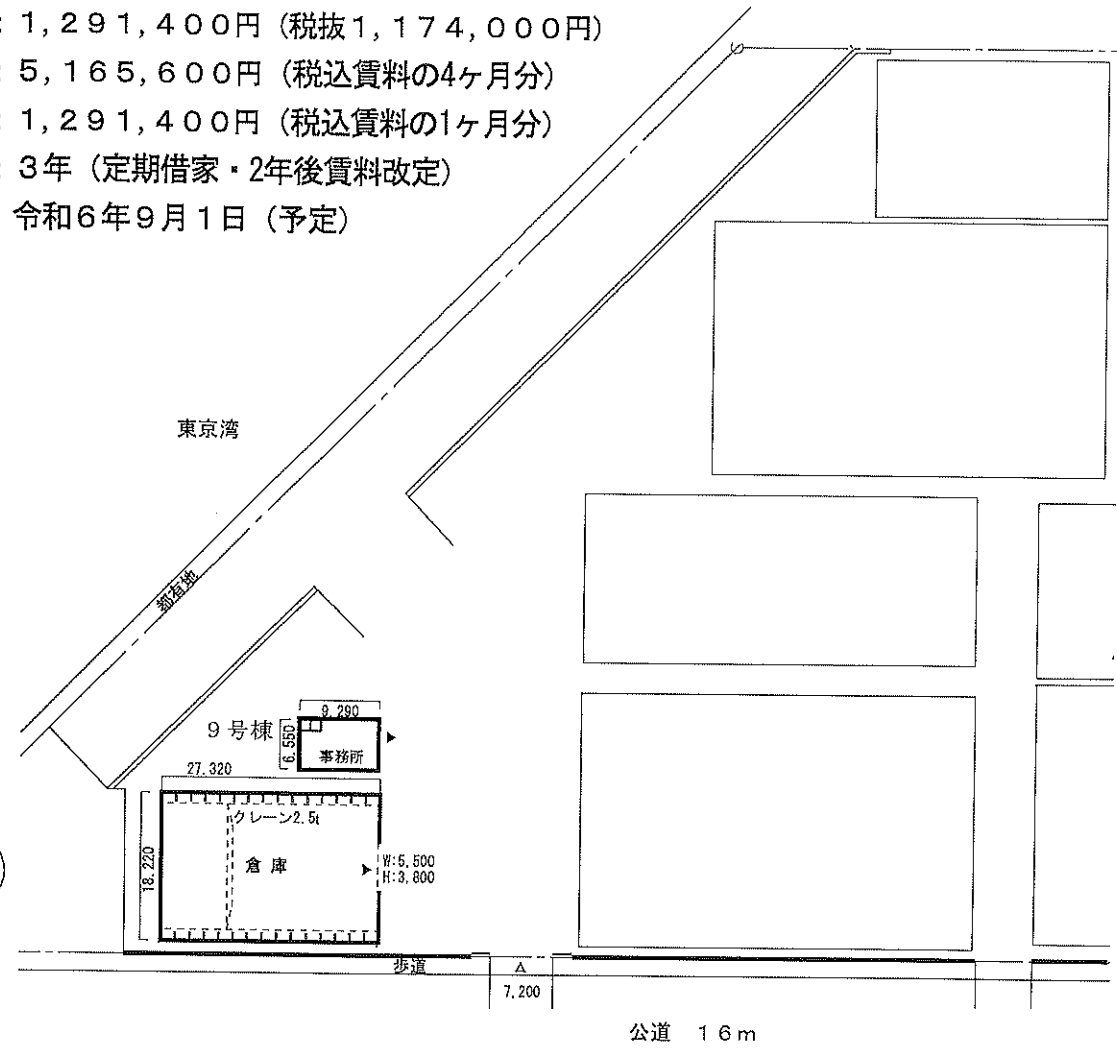 : １,２９１,４００円 (税抜１,１７４,０００円)
: ５,１６５,６００円 (税込賃料の4ヶ月分)
: １,２９１,４００円 (税込賃料の1ヶ月分)
: ３年 (定期借家・2年後賃料改定)
令和６年９月１日 (予定)
東京湾
都有地
9.290
９号棟
6.550
事務所
27.320
クレーン2.5t
18.220
倉庫
W:5,500
H:3,800
歩道
7,200
公道　１６ｍ